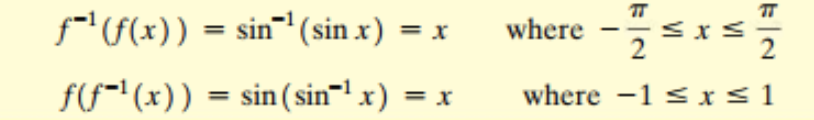 f⁻¹(f(x)) = sin⁻¹(sin x) = x where −π/2 ≤ x ≤ π/2
f(f⁻¹(x)) = sin(sin⁻¹ x) = x where −1 ≤ x ≤ 1